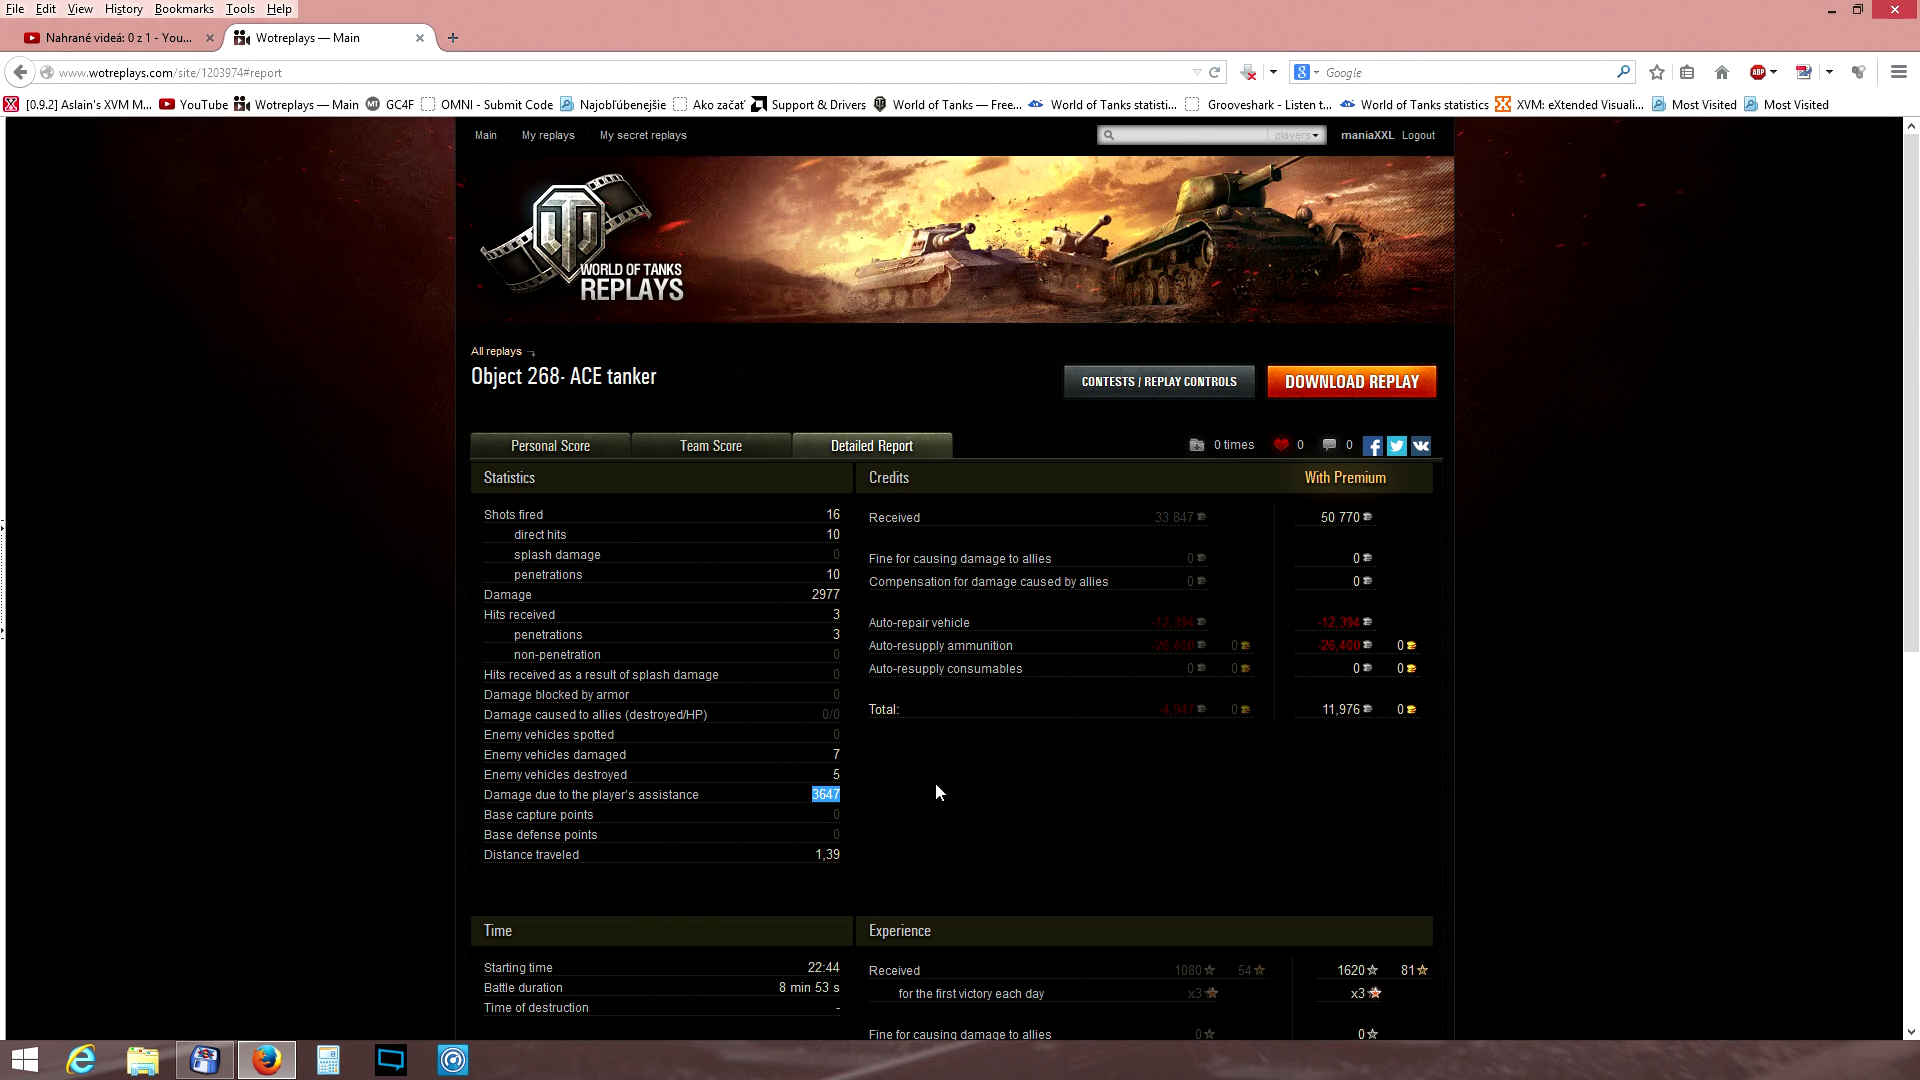 File Edit View History Bookmarks Tools Help
Nahrané videá: 0 z 1 - You... Wotreplays — Main
www.wotreplays.com/site/1203974#report Google
[0.9.2] Aslain's XVM M... YouTube Wotreplays — Main GC4F OMNI - Submit Code Najobľúbenejšie Ako začať Support & Drivers World of Tanks — Free... World of Tanks statisti... Grooveshark - Listen t... World of Tanks statistics XVM: eXtended Visuali... Most Visited Most Visited
Main My replays My secret replays players maniaXXL Logout
WORLD OF TANKS
REPLAYS
All replays
Object 268- ACE tanker
CONTESTS / REPLAY CONTROLS DOWNLOAD REPLAY
Personal Score Team Score Detailed Report 0 times 0 0
Statistics Credits With Premium
Shots fired 16
direct hits 10
splash damage 0
penetrations 10
Damage 2977
Hits received 3
penetrations 3
non-penetration 0
Hits received as a result of splash damage 0
Damage blocked by armor 0
Damage caused to allies (destroyed/HP) 0/0
Enemy vehicles spotted 0
Enemy vehicles damaged 7
Enemy vehicles destroyed 5
Damage due to the player's assistance 3647
Base capture points 0
Base defense points 0
Distance traveled 1,39
Received 33 847 50 770
Fine for causing damage to allies 0 0
Compensation for damage caused by allies 0 0
Auto-repair vehicle -12,394 -12,394
Auto-resupply ammunition -26,400 0 -26,400 0
Auto-resupply consumables 0 0 0 0
Total: -4,947 0 11,976 0
Time Experience
Starting time 22:44
Battle duration 8 min 53 s
Time of destruction -
Received 1080 54 1620 81
for the first victory each day x3 x3
Fine for causing damage to allies 0 0